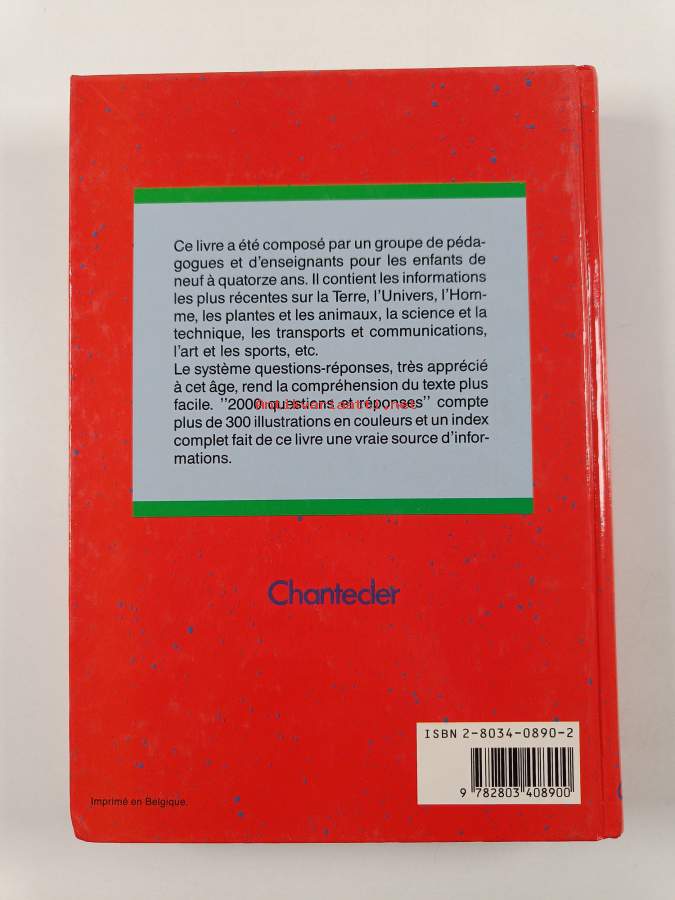 Ce livre a été composé par un groupe de péda-
gogues et d'enseignants pour les enfants de
neuf à quatorze ans. Il contient les informations
les plus récentes sur la Terre, l'Univers, l'Hom-
me, les plantes et les animaux, la science et la
technique, les transports et communications,
l'art et les sports, etc.
Le système questions-réponses, très apprécié
à cet âge, rend la compréhension du texte plus
facile. ''2000 questions et réponses'' compte
plus de 300 illustrations en couleurs et un index
complet fait de ce livre une vraie source d'infor-
mations.
Chantecler
ISBN 2-8034-0890-2
9 782803 408900
Imprimé en Belgique.